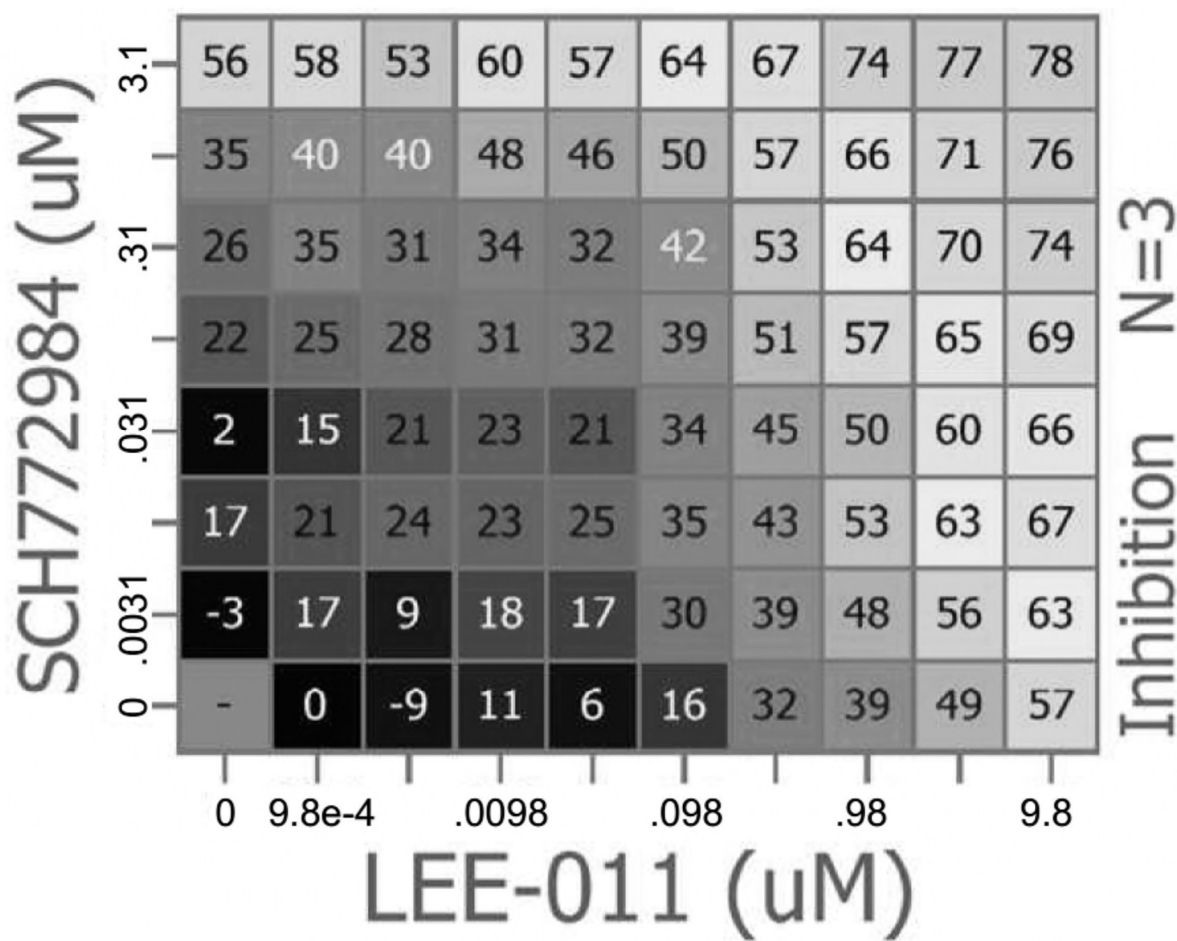 SCH772984 (uM)
3.1 56 58 53 60 57 64 67 74 77 78
35 40 40 48 46 50 57 66 71 76
.31 26 35 31 34 32 42 53 64 70 74
22 25 28 31 32 39 51 57 65 69
.031 2 15 21 23 21 34 45 50 60 66
17 21 24 23 25 35 43 53 63 67
.0031 -3 17 9 18 17 30 39 48 56 63
0 - 0 -9 11 6 16 32 39 49 57
0 9.8e-4 .0098 .098 .98 9.8
LEE-011 (uM)
Inhibition N=3